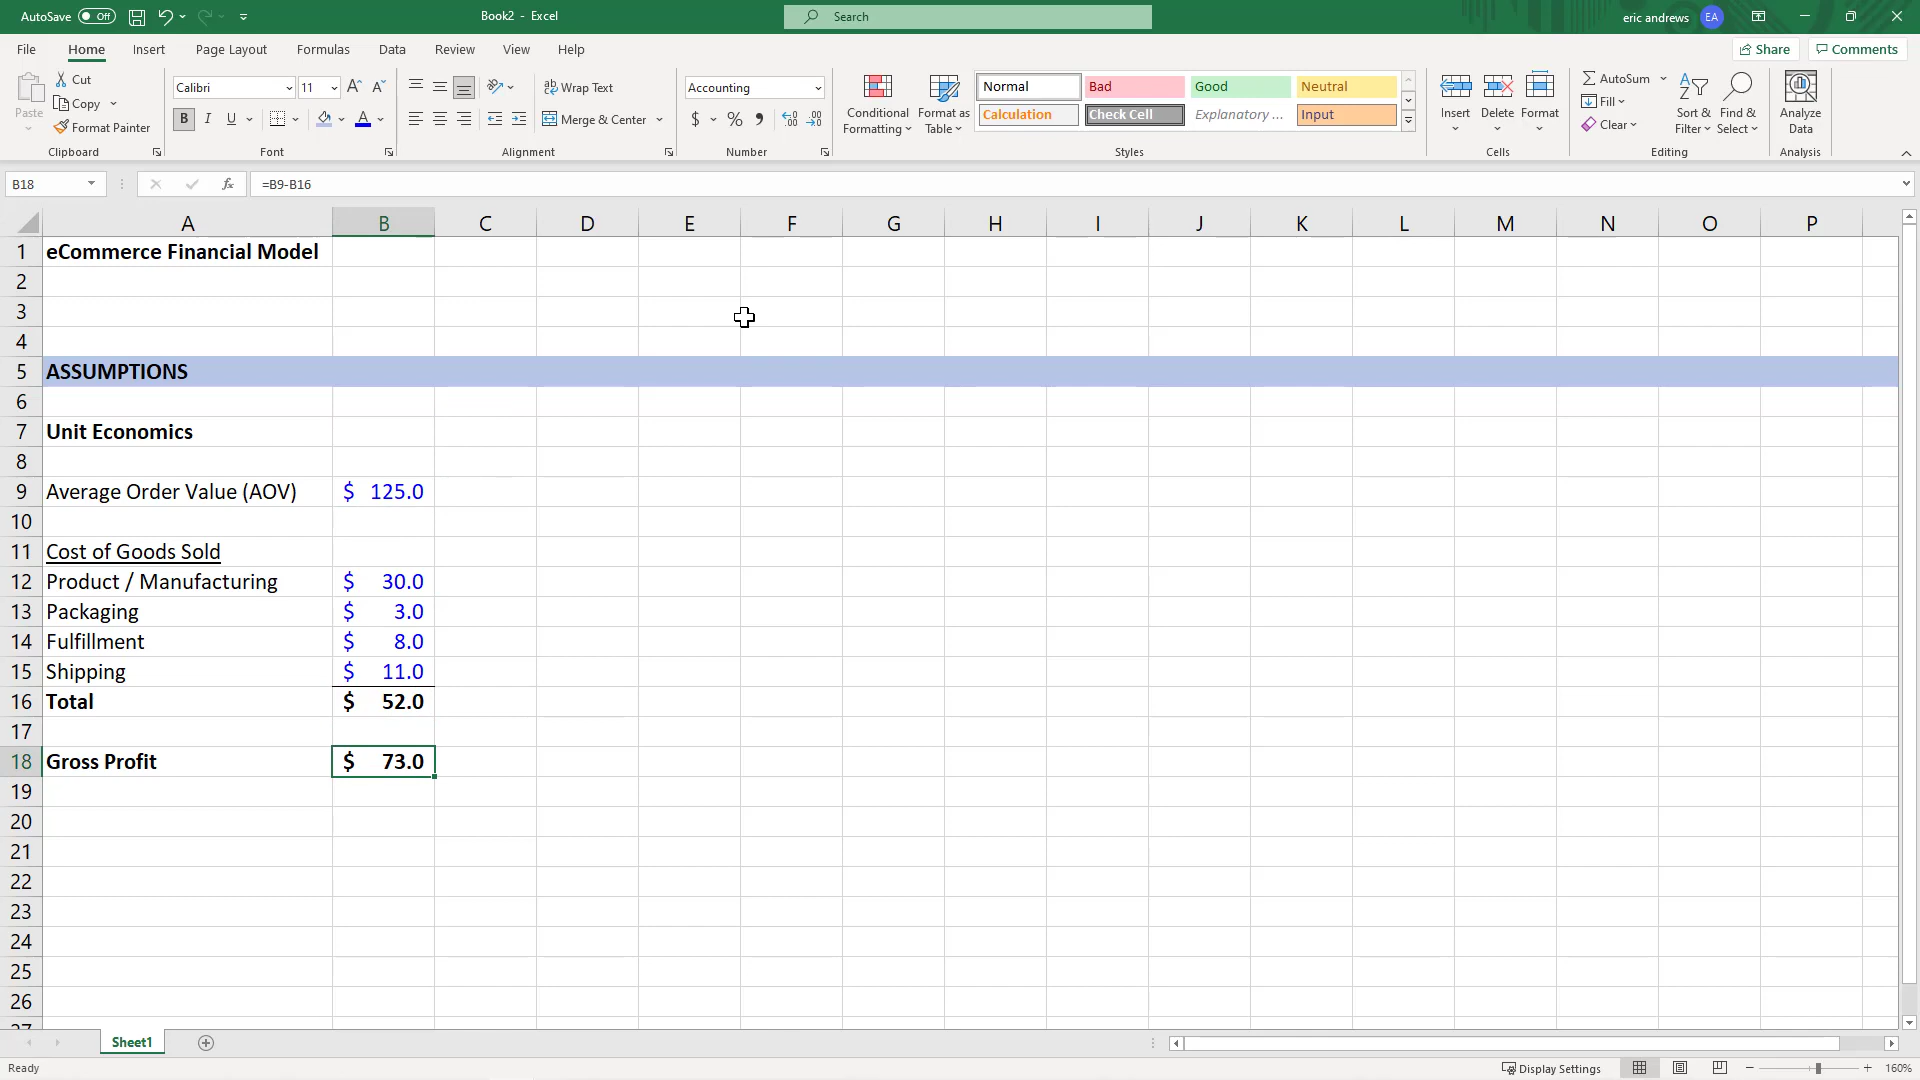 AutoSave Off
Book2 - Excel
Search
eric andrews EA
File Home Insert Page Layout Formulas Data Review View Help
Share Comments
Paste
Cut
Copy
Format Painter
Clipboard
Calibri 11
B I U
Font
Wrap Text
Merge & Center
Alignment
Accounting
$ % 9
Number
Conditional Formatting
Format as Table
Normal Bad Good Neutral
Calculation Check Cell Explanatory ... Input
Styles
Insert Delete Format
Cells
AutoSum
Fill
Clear
Sort & Filter
Find & Select
Editing
Analyze Data
Analysis
B18 fx =B9-B16
A B C D E F G H I J K L M N O P
1 eCommerce Financial Model
2
3
4
5 ASSUMPTIONS
6
7 Unit Economics
8
9 Average Order Value (AOV) $ 125.0
10
11 Cost of Goods Sold
12 Product / Manufacturing $ 30.0
13 Packaging $ 3.0
14 Fulfillment $ 8.0
15 Shipping $ 11.0
16 Total $ 52.0
17
18 Gross Profit $ 73.0
19
20
21
22
23
24
25
26
27
Sheet1
Ready
Display Settings
160%